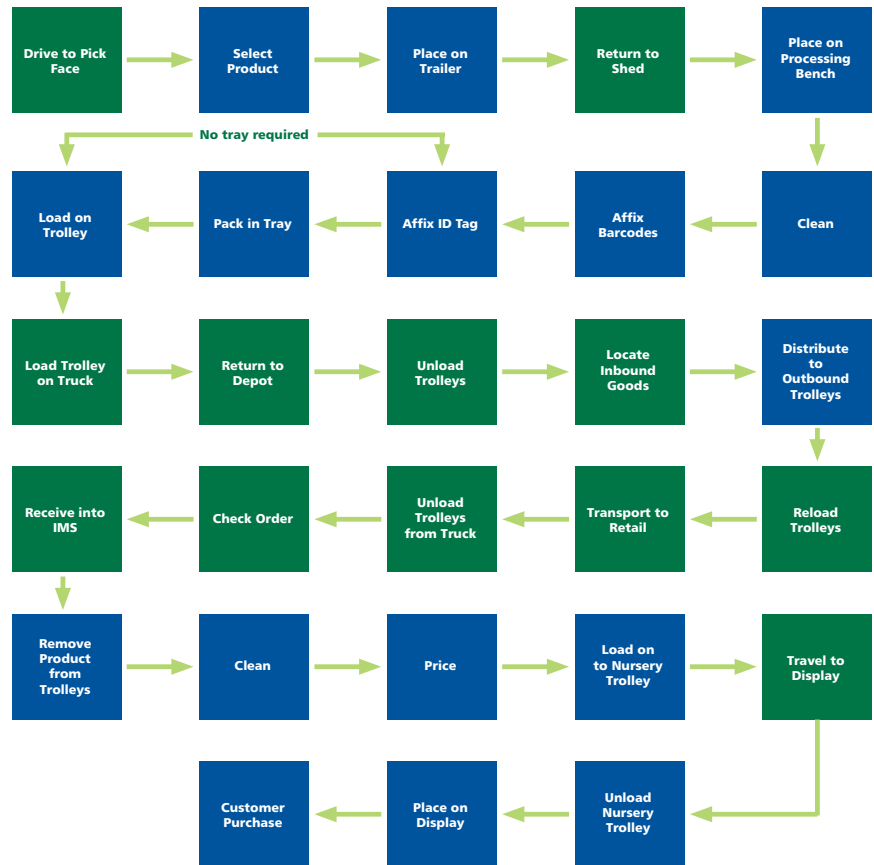 Drive to Pick
Face
Select
Product
Place on
Trailer
Return to
Shed
Place on
Processing
Bench
No tray required
Load on
Trolley
Pack in Tray
Affix ID Tag
Affix
Barcodes
Clean
Load Trolley
on Truck
Return to
Depot
Unload
Trolleys
Locate
Inbound
Goods
Distribute
to
Outbound
Trolleys
Receive into
IMS
Check Order
Unload
Trolleys
from Truck
Transport to
Retail
Reload
Trolleys
Remove
Product
from
Trolleys
Clean
Price
Load on
to Nursery
Trolley
Travel to
Display
Customer
Purchase
Place on
Display
Unload
Nursery
Trolley